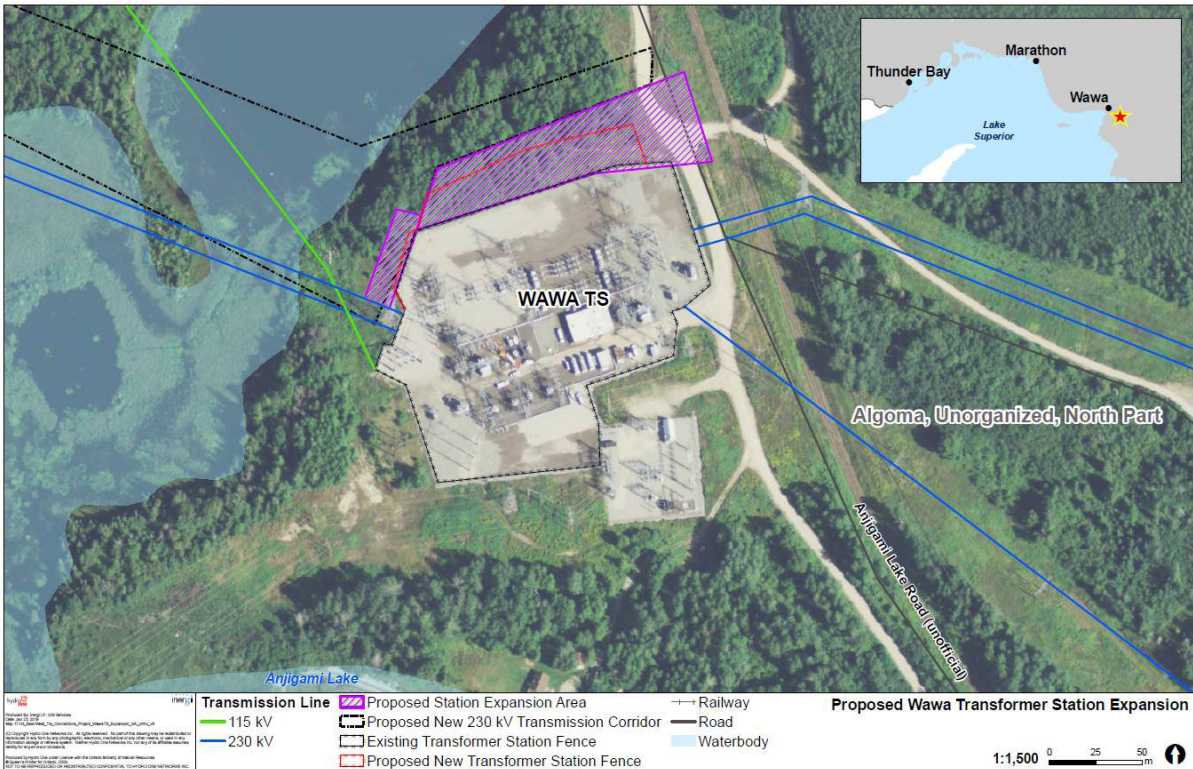 Marathon
Thunder Bay
Wawa
Lake
Superior
WAWA TS
Algoma, Unorganized, North Part
Anjigami Lake Road (unofficial)
Anjigami Lake
hydro
one
Transmission Line
115 kV
230 kV
Proposed Station Expansion Area
Proposed New 230 kV Transmission Corridor
Existing Transformer Station Fence
Proposed New Transformer Station Fence
Railway
Road
Waterbody
Proposed Wawa Transformer Station Expansion
1:1,500
0 25 50
m